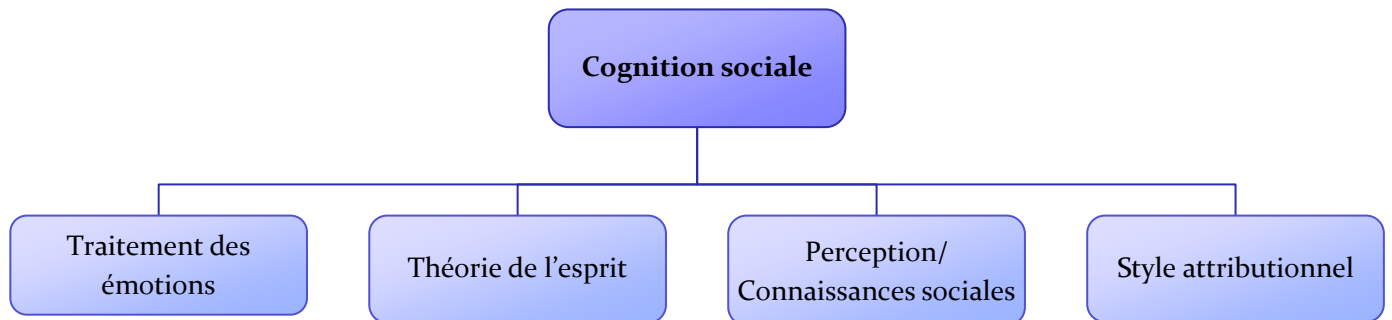 Cognition sociale
Traitement des
émotions
Théorie de l’esprit
Perception/
Connaissances sociales
Style attributionnel